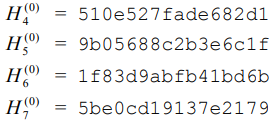 H₄⁽⁰⁾ = 510e527fade682d1
H₅⁽⁰⁾ = 9b05688c2b3e6c1f
H₆⁽⁰⁾ = 1f83d9abfb41bd6b
H₇⁽⁰⁾ = 5be0cd19137e2179